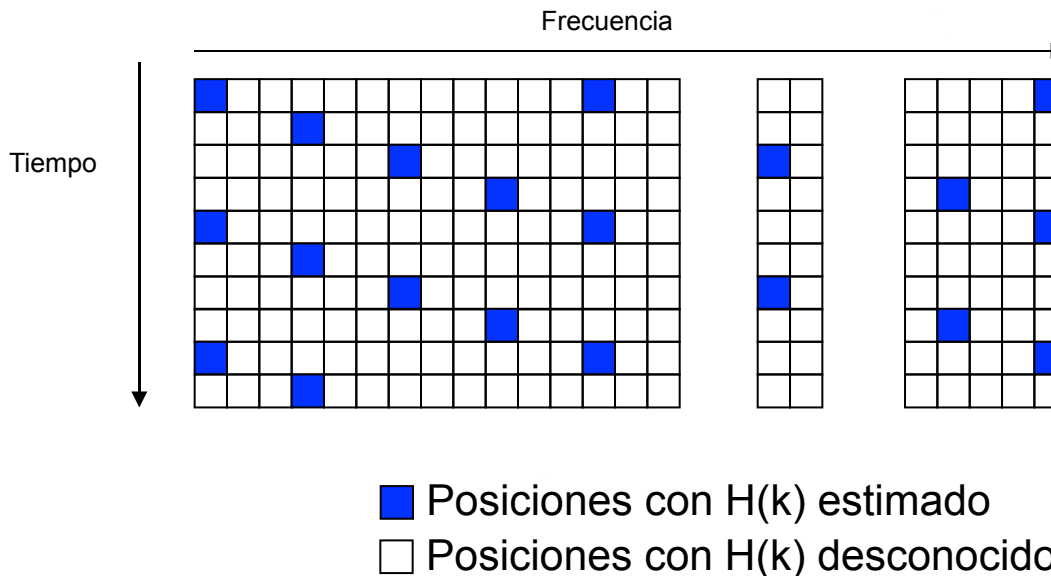 Frecuencia
Tiempo
Posiciones con H(k) estimado
Posiciones con H(k) desconocido